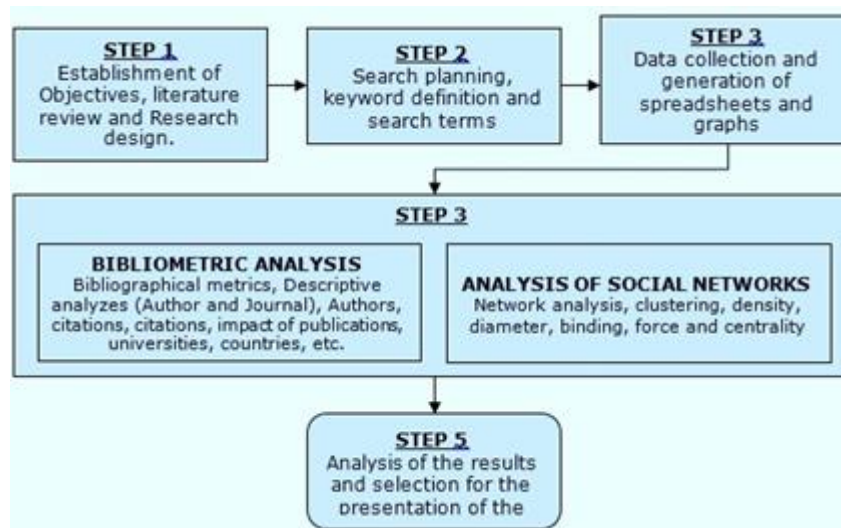 STEP 1
Establishment of
Objectives, literature
review and Research
design.
STEP 2
Search planning,
keyword definition and
search terms
STEP 3
Data collection and
generation of
spreadsheets and
graphs
STEP 3
BIBLIOMETRIC ANALYSIS
Bibliographical metrics, Descriptive
analyzes (Author and Journal), Authors,
citations, citations, impact of publications,
universities, countries, etc.
ANALYSIS OF SOCIAL NETWORKS
Network analysis, clustering, density,
diameter, binding, force and centrality
STEP 5
Analysis of the results
and selection for the
presentation of the